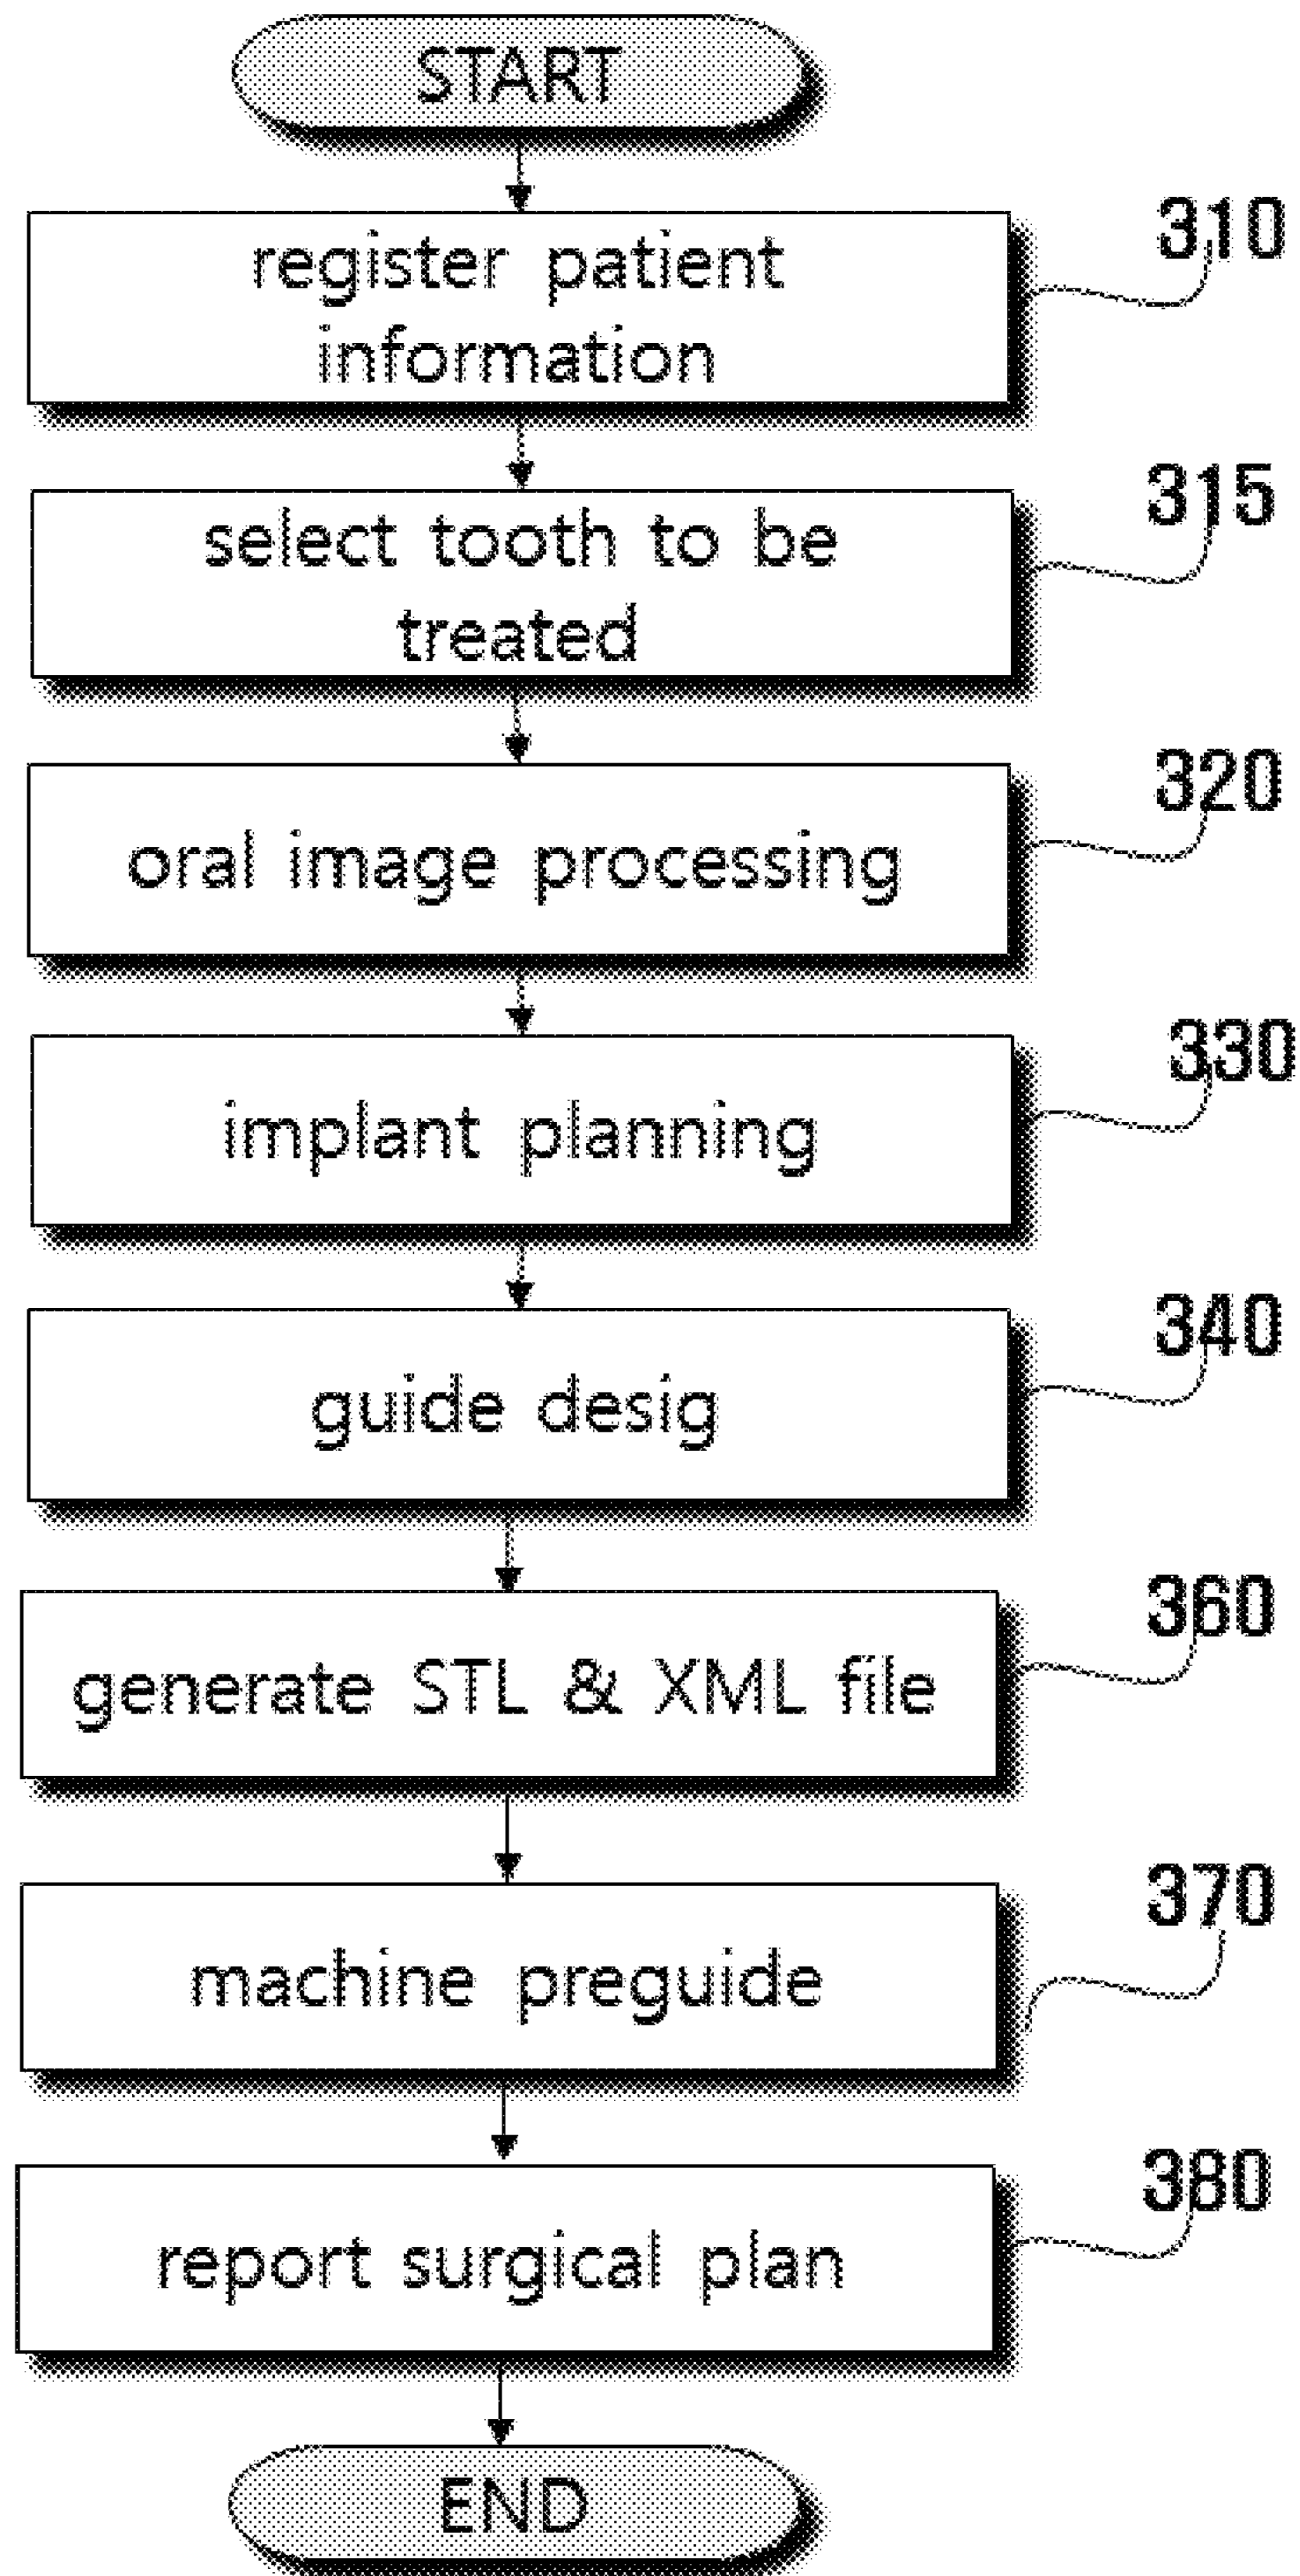 START
310
register patient
information
315
select tooth to be
treated
320
oral image processing
330
implant planning
340
guide desig
360
generate STL & XML file
370
machine preguide
380
report surgical plan
END